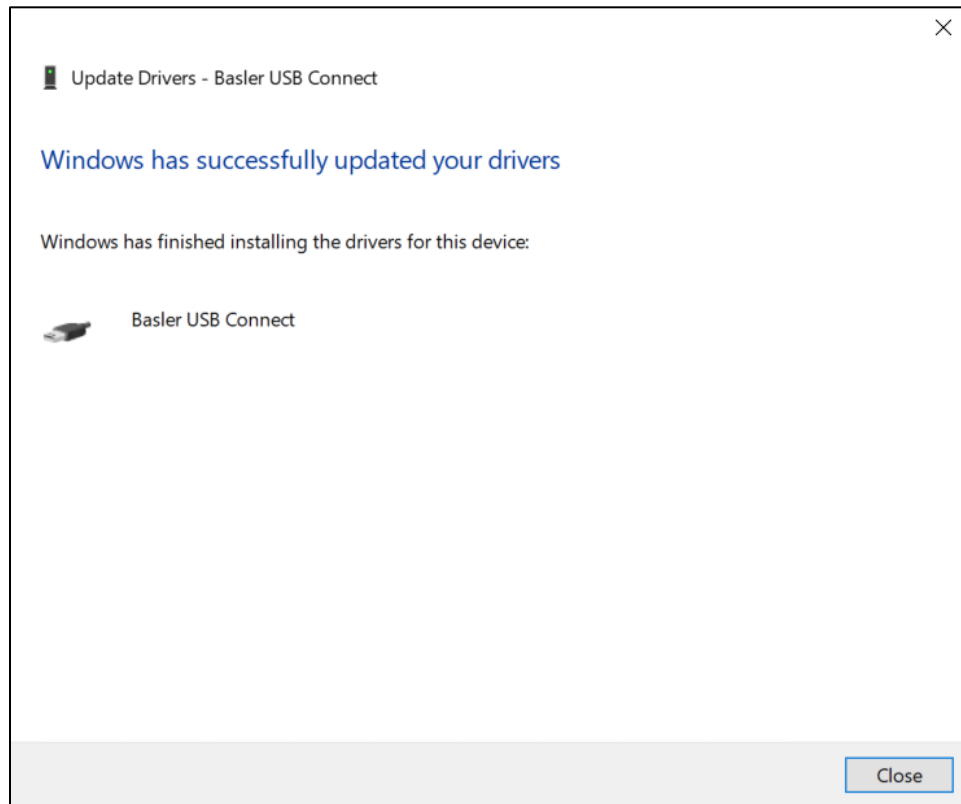 Update Drivers - Basler USB Connect
Windows has successfully updated your drivers
Windows has finished installing the drivers for this device:
Basler USB Connect
Close